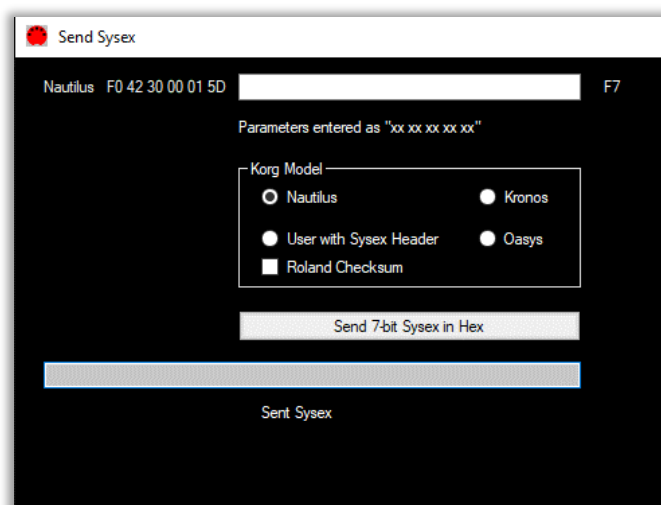 Send Sysex
Nautilus F0 42 30 00 01 5D F7
Parameters entered as "xx xx xx xx xx"
Korg Model
Nautilus Kronos
User with Sysex Header Oasys
Roland Checksum
Send 7-bit Sysex in Hex
Sent Sysex